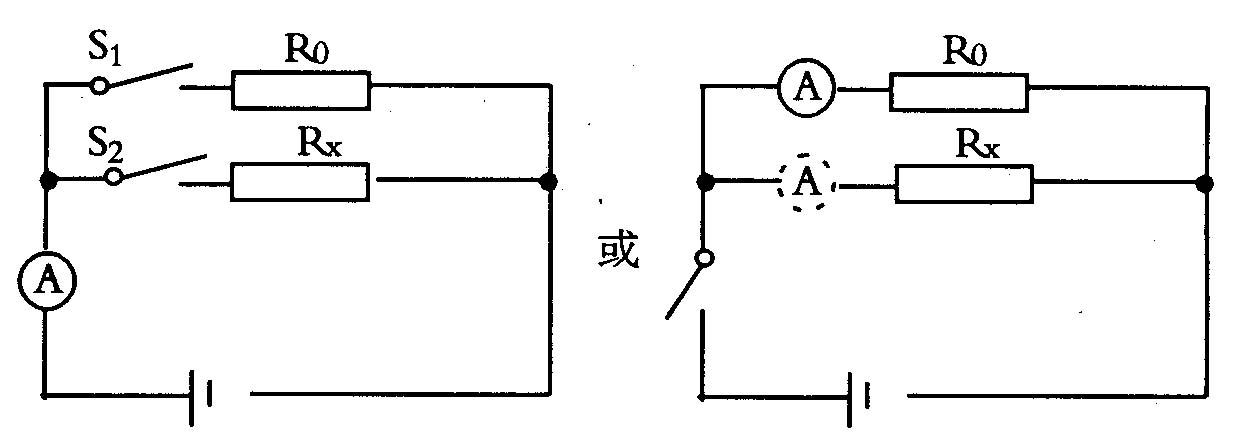 S1 R0
S2 Rx
A
或
A R0
A Rx